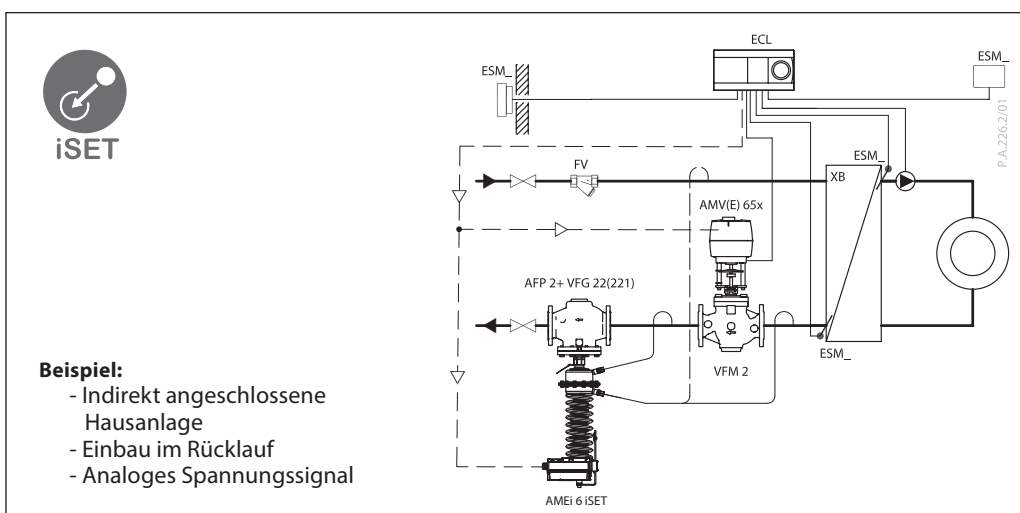 iSET
ECL
ESM_
ESM_
P.A.226.2/01
FV
ESM_
XB
AMV(E) 65x
AFP 2+ VFG 22(221)
ESM_
VFM 2
Beispiel:
- Indirekt angeschlossene
Hausanlage
- Einbau im Rücklauf
- Analoges Spannungssignal
AMEi 6 iSET